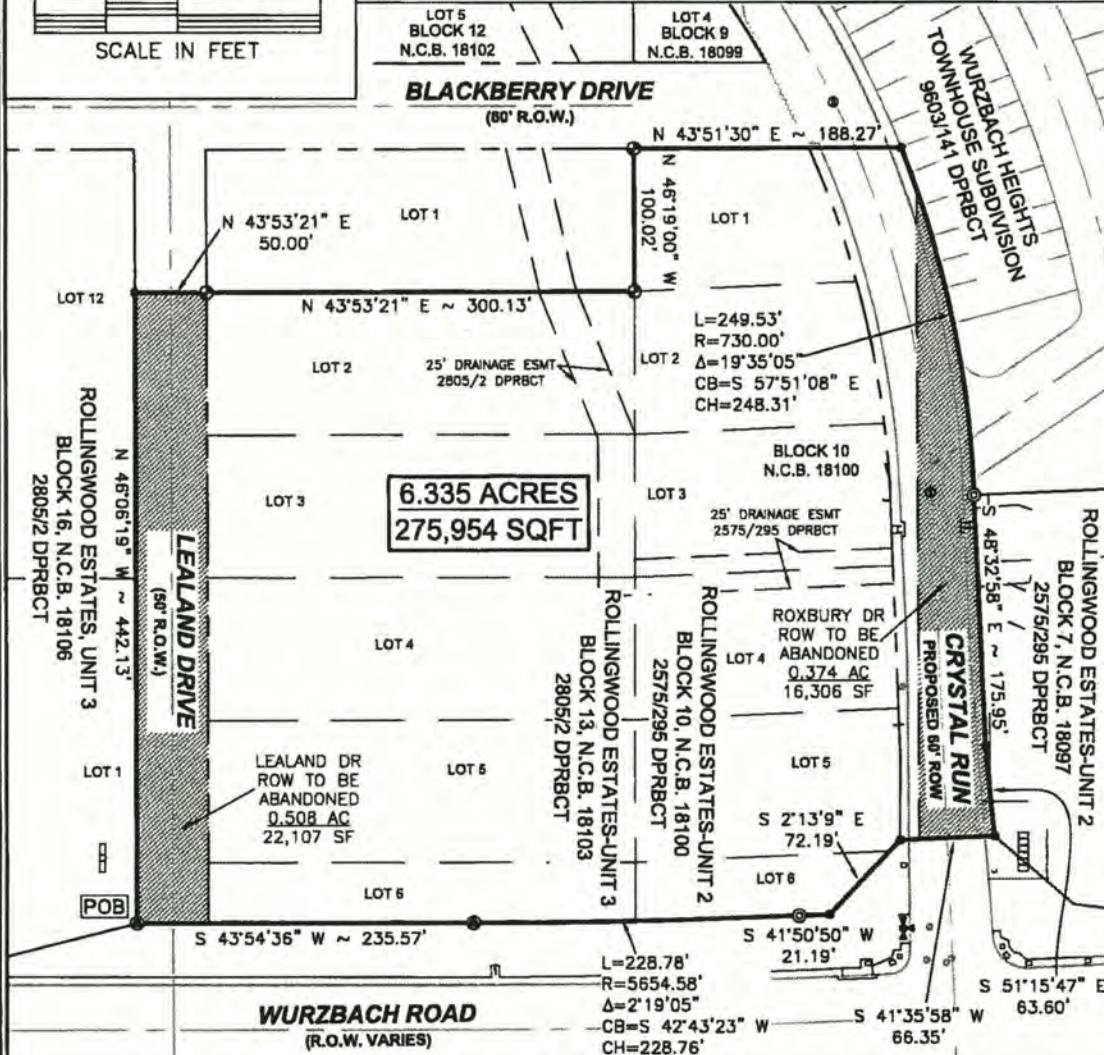 SCALE IN FEET
LOT 5
BLOCK 12
N.C.B. 18102
LOT 4
BLOCK 9
N.C.B. 18099
BLACKBERRY DRIVE
(80' R.O.W.)
WURZBACH HEIGHTS
TOWNHOUSE SUBDIVISION
9603/141 DPRBCT
N 43°51'30" E ~ 188.27'
N 46°19'00" W
100.02'
N 43°53'21" E
50.00'
LOT 1
LOT 1
LOT 12
N 43°53'21" E ~ 300.13'
L=249.53'
R=730.00'
Δ=19°35'05"
CB=S 57°51'08" E
CH=248.31'
LOT 2
25' DRAINAGE ESMT
2805/2 DPRBCT
LOT 2
BLOCK 10
N.C.B. 18100
ROLLINGWOOD ESTATES, UNIT 3
BLOCK 16, N.C.B. 18106
2805/2 DPRBCT
N 46°06'19" W ~ 442.13'
LOT 3
6.335 ACRES
275,954 SQFT
LOT 3
25' DRAINAGE ESMT
2575/295 DPRBCT
S 48°32'58" E ~ 175.95'
ROLLINGWOOD ESTATES-UNIT 2
BLOCK 7, N.C.B. 18097
2575/295 DPRBCT
LEALAND DRIVE
(50' R.O.W.)
LOT 4
ROLLINGWOOD ESTATES-UNIT 3
BLOCK 13, N.C.B. 18103
2805/2 DPRBCT
ROLLINGWOOD ESTATES-UNIT 2
BLOCK 10, N.C.B. 18100
2575/295 DPRBCT
LOT 4
ROXBURY DR
ROW TO BE
ABANDONED
0.374 AC
16,306 SF
CRYSTAL RUN
PROPOSED 60' ROW
LOT 1
LEALAND DR
ROW TO BE
ABANDONED
0.508 AC
22,107 SF
LOT 5
LOT 5
S 2°13'9" E
72.19'
LOT 6
LOT 6
POB
S 43°54'36" W ~ 235.57'
S 41°50'50" W
21.19'
L=228.78'
R=5654.58'
Δ=2°19'05"
CB=S 42°43'23" W
CH=228.76'
S 41°35'58" W
66.35'
S 51°15'47" E
63.60'
WURZBACH ROAD
(R.O.W. VARIES)